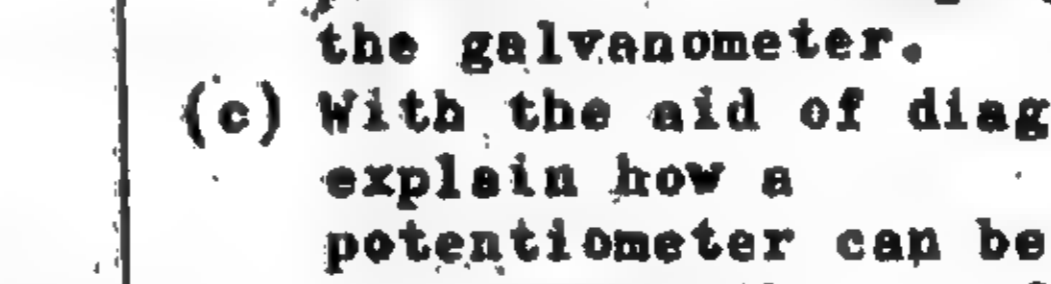 the galvanometer.
(c) With the aid of diag
explain how a
potentiometer can be